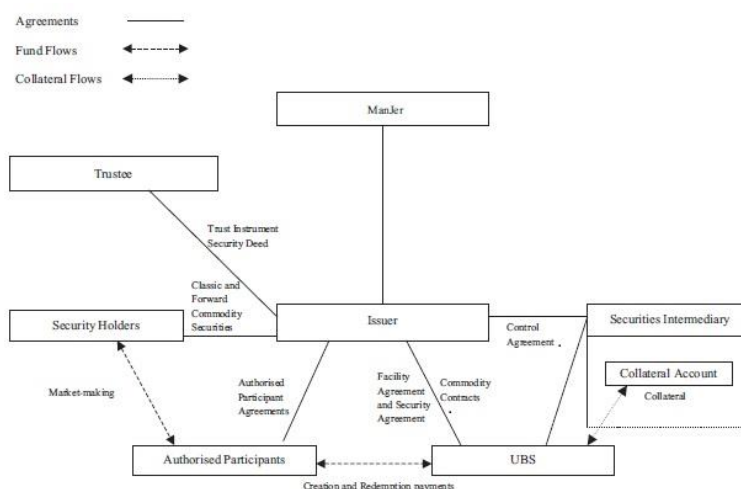 Agreements
Fund Flows
Collateral Flows
ManJer
Trustee
Trust Instrument
Security Deed
Classic and
Forward
Commodity
Securities
Security Holders
Issuer
Control
Agreement
Securities Intermediary
Collateral Account
Collateral
Market-making
Authorised
Participant
Agreements
Facility
Agreement
and Security
Agreement
Commodity
Contracts
Authorised Participants
UBS
Creation and Redemption payments